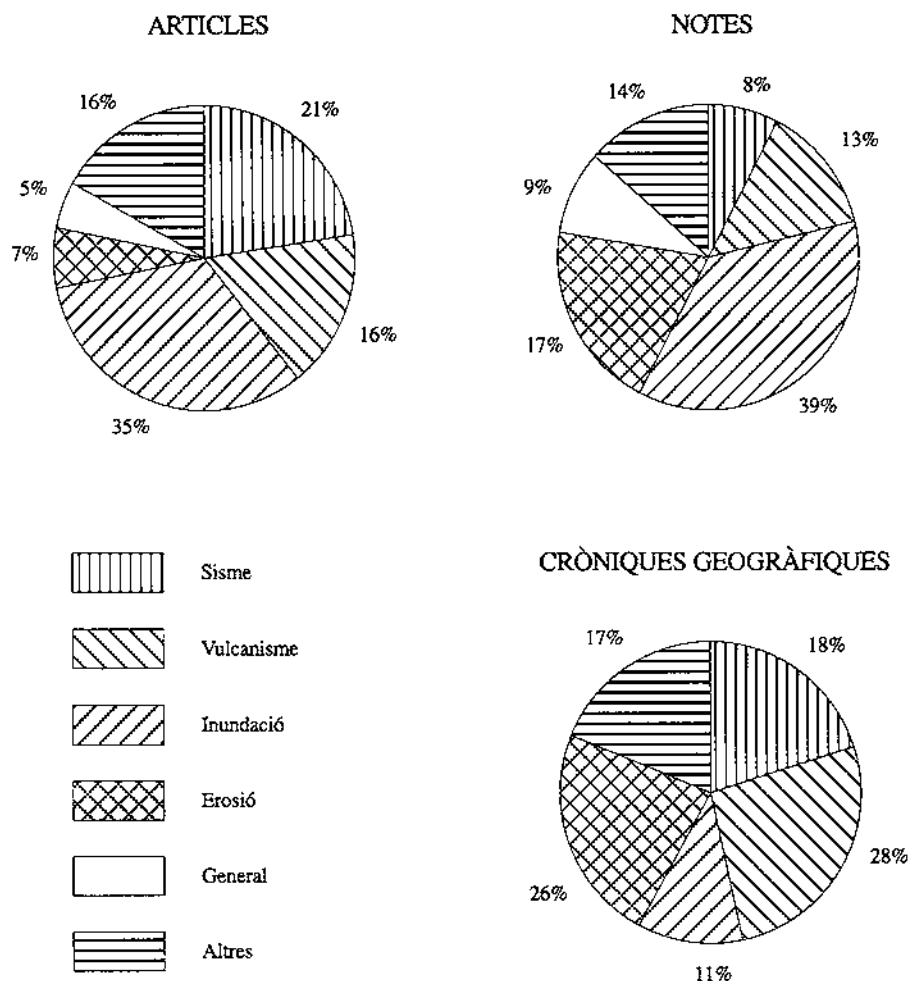 ARTICLES
16%
21%
5%
7%
16%
35%
NOTES
14%
8%
13%
9%
17%
39%
Sisme
Vulcanisme
Inundació
Erosió
General
Altres
CRÒNIQUES GEOGRÀFIQUES
17%
18%
28%
26%
11%